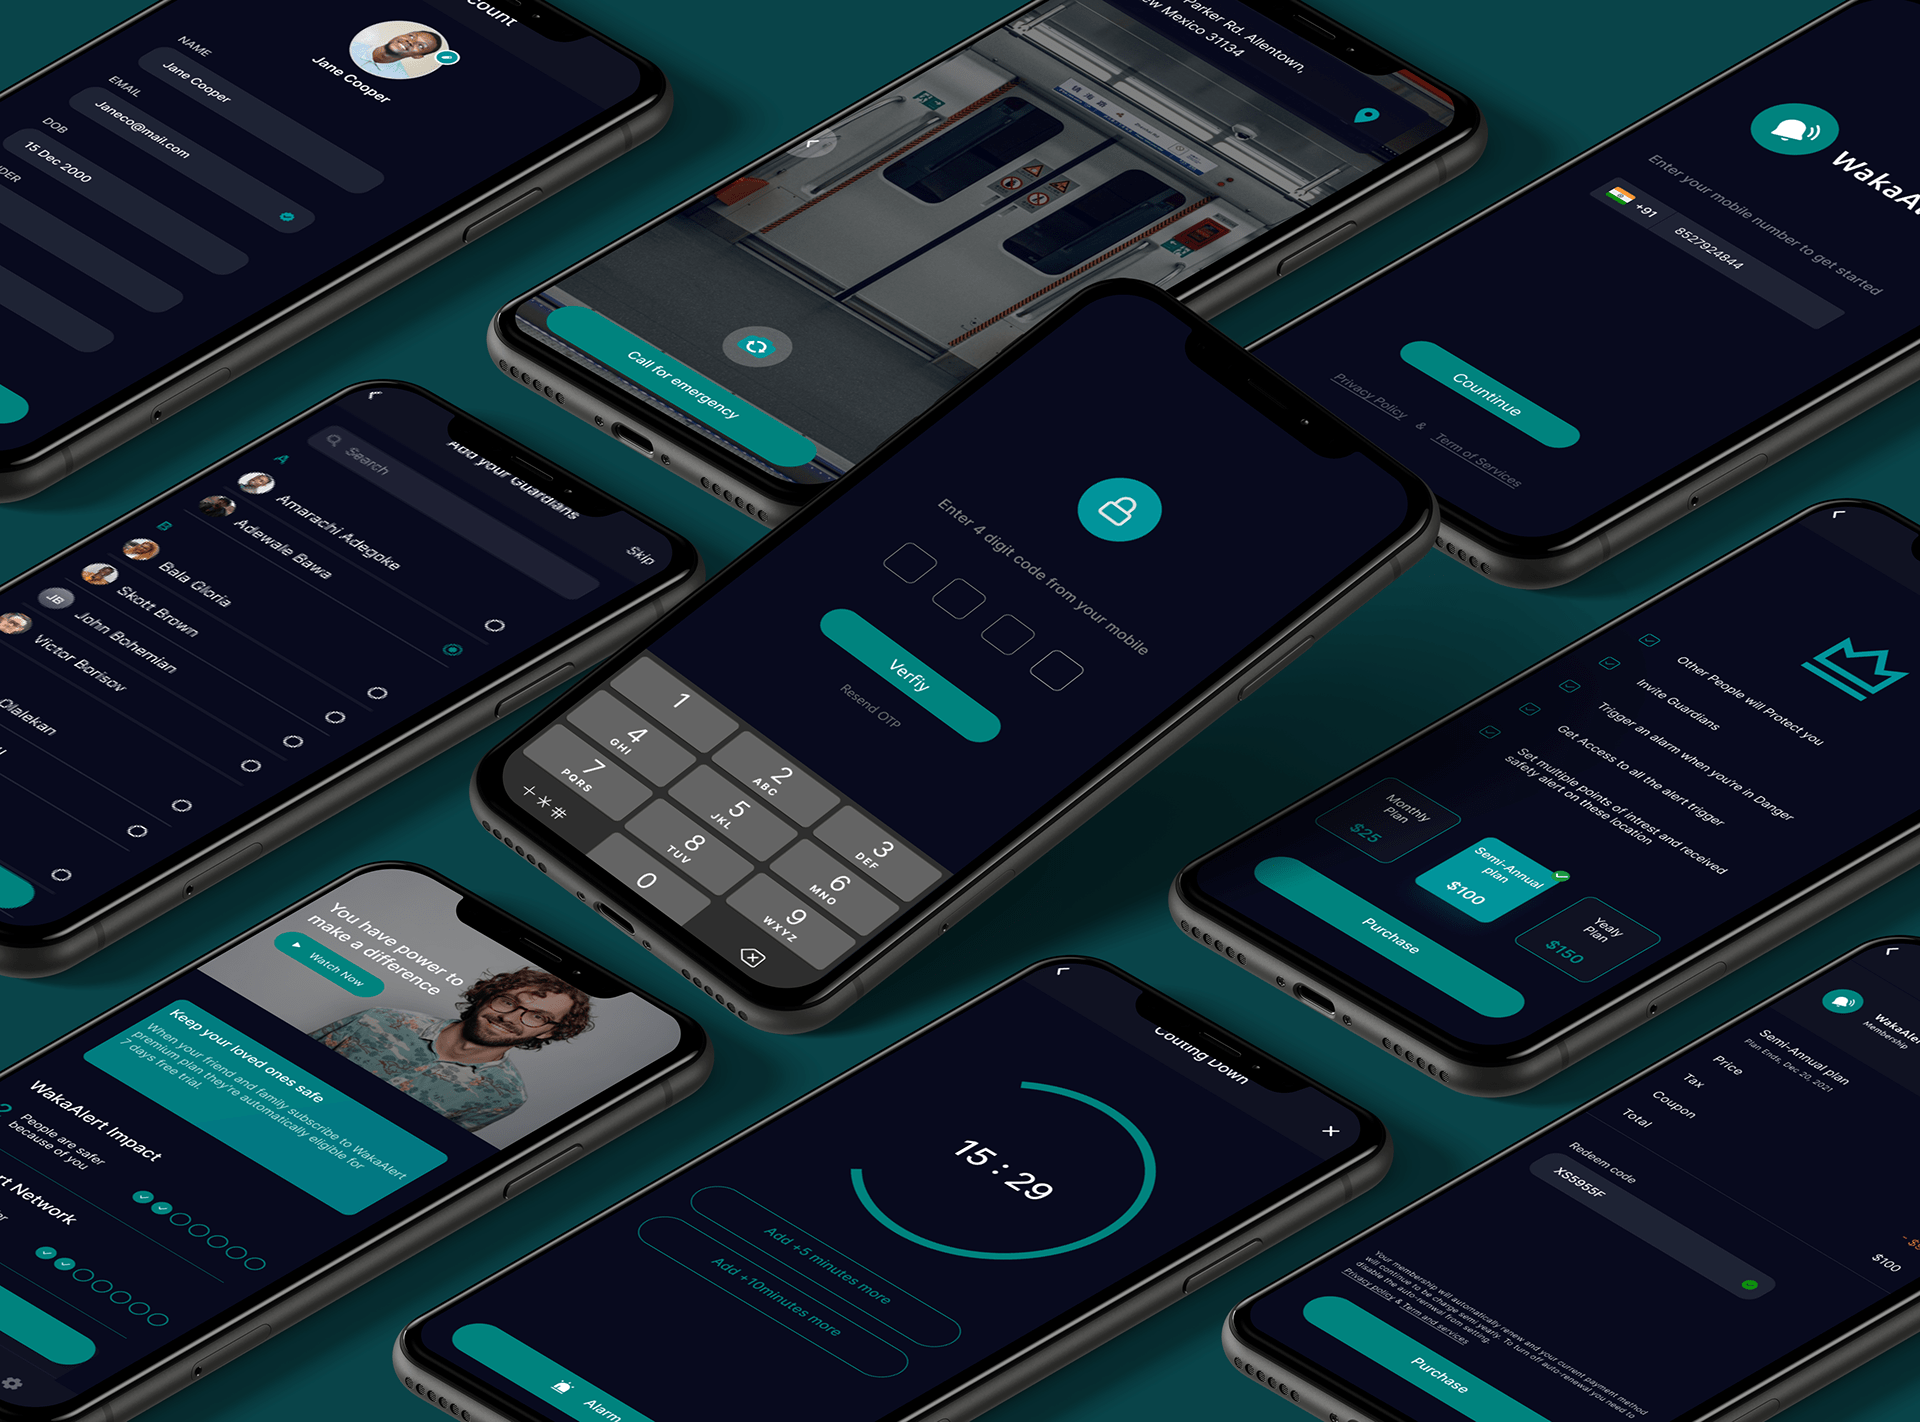 count
Jane Cooper
NAME
Jane Cooper
EMAIL
Janeco@mail.com
DOB
15 Dec 2000
DER
Parker Rd. Allentown,
ew Mexico 31134
Call for emergency
WakaA
Enter your mobile number to get started
+91
8527924844
Countinue
Privacy Policy & Term of Services
Add your Guardians
Skip
Search
A
Amarachi Adegoke
Adewale Bawa
B
Bala Gloria
Skott Brown
JB
John Bohemian
Victor Borisov
Olalekan
Enter 4 digit code from your mobile
Verfiy
Resend OTP
1
2
ABC
3
DEF
4
GHI
5
JKL
6
MNO
7
PQRS
8
TUV
9
WXYZ
+*#
0
Other People will Protect you
Invite Guardians
Trigger an alarm when you're in Danger
Get Access to all the alert trigger
Set multiple points of intrest and received
safety alert on these location
Monthly
Plan
$25
Semi-Annual
plan
$100
Yealy
Plan
$150
Purchase
You have power to
make a difference
Watch Now
Keep your loved ones safe
When your friend and family subscribe to WakaAlert
premium plan they're automatically eligible for
7 days free trial.
WakaAlert Impact
2
People are safer
because of you
rt Network
Couting Down
15 : 29
Add +5 minutes more
Add +10minutes more
Alarm
WakaAler
Membership
Semi-Annual plan
Plan Ends, Dec 20, 2021
Price
Tax
Coupon
Total
$100
Redeem code
XS5955F
Your membership will automatically renew and your current payment method
will continue to be charge semi yearly. To turn off auto-renewal you need to
disable the auto-renwal from setting.
Privacy policy & Term and services
Purchase